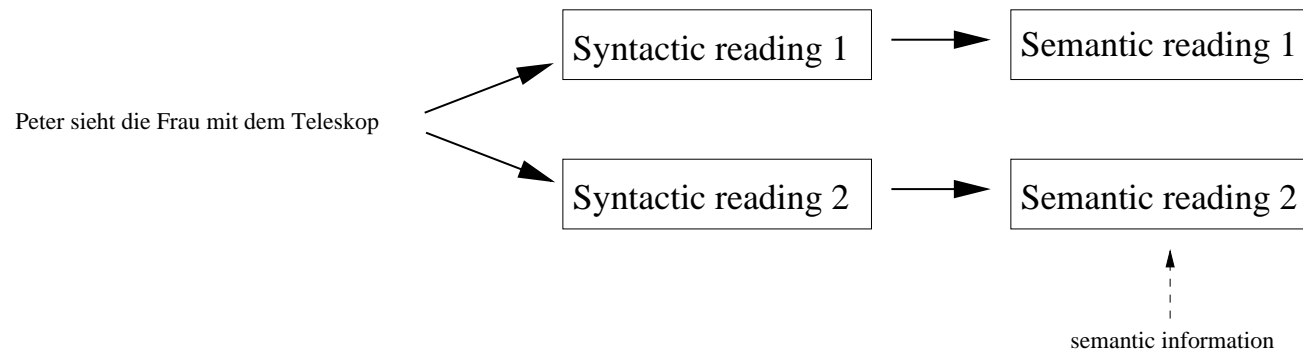 Syntactic reading 1
Semantic reading 1
Peter sieht die Frau mit dem Teleskop
Syntactic reading 2
Semantic reading 2
semantic information